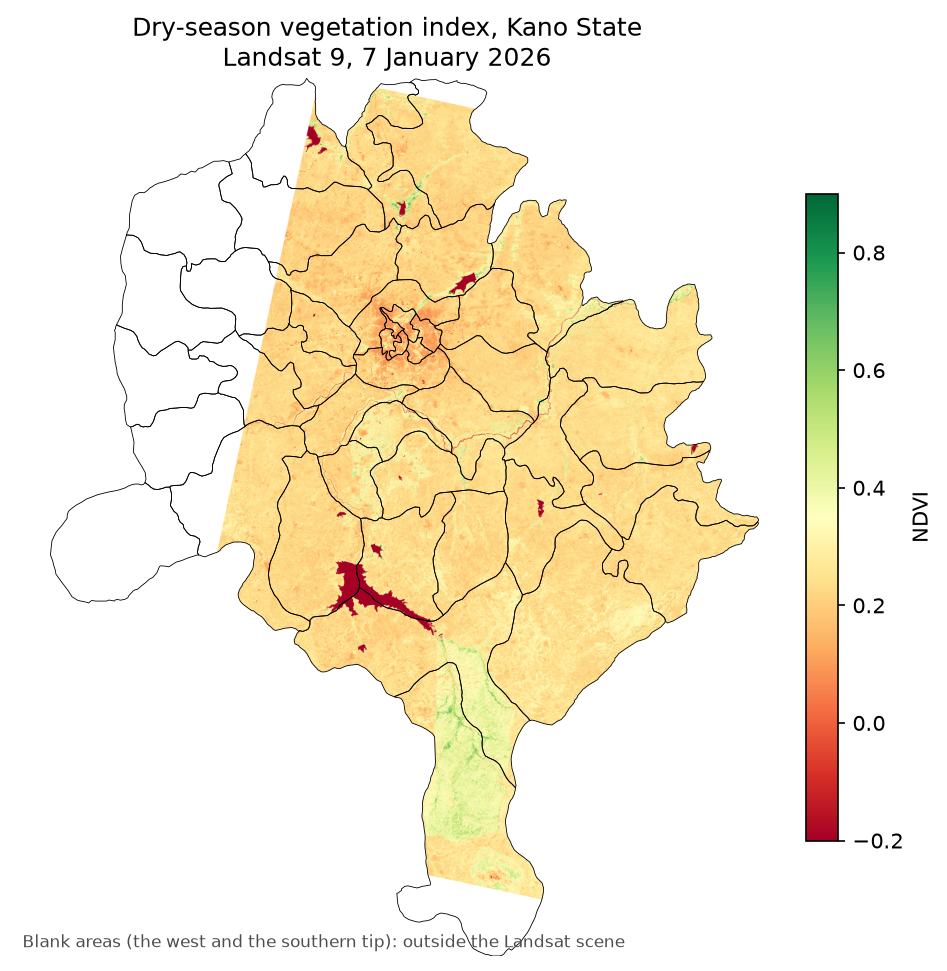 Dry-season vegetation index, Kano State
Landsat 9, 7 January 2026
0.8
0.6
0.4
0.2
0.0
−0.2
NDVI
Blank areas (the west and the southern tip): outside the Landsat scene